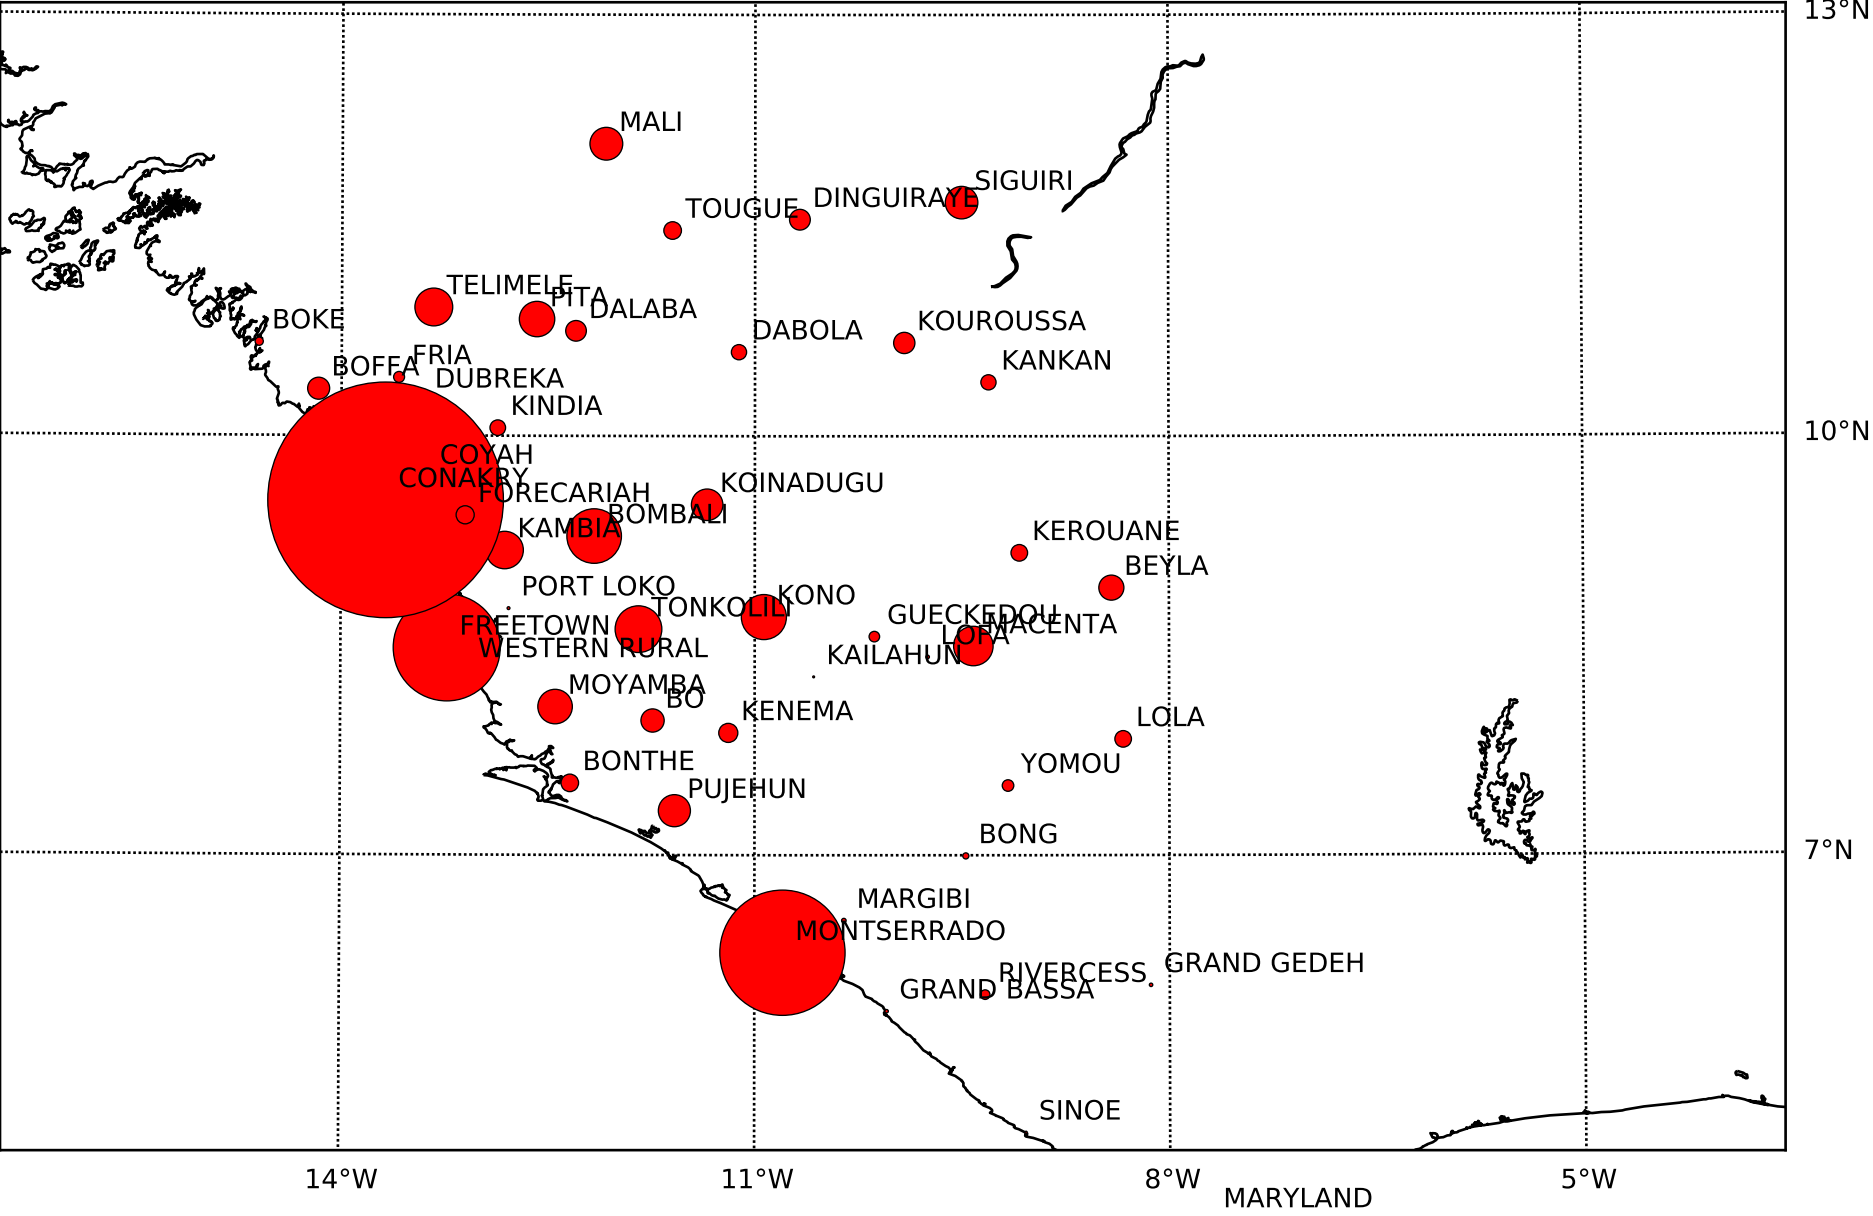 13°N
MALI
SIGUIRI
DINGUIRAYE
TOUGUE
TELIMELE
PITA
DALABA
BOKE
KOUROUSSA
DABOLA
FRIA
KANKAN
BOFFA
DUBREKA
KINDIA
10°N
COYAH
CONAKRY
KOINADUGU
FORECARIAH
BOMBALI
KAMBIA
KEROUANE
BEYLA
PORT LOKO
KONO
TONKOLILI
GUECKEDOU
FREETOWN
MACENTA
LOFA
WESTERN RURAL
KAILAHUN
MOYAMBA
BO
KENEMA
LOLA
BONTHE
YOMOU
PUJEHUN
BONG
7°N
MARGIBI
MONTSERRADO
GRAND GEDEH
RIVERCESS
GRAND BASSA
SINOE
14°W
11°W
8°W
5°W
MARYLAND